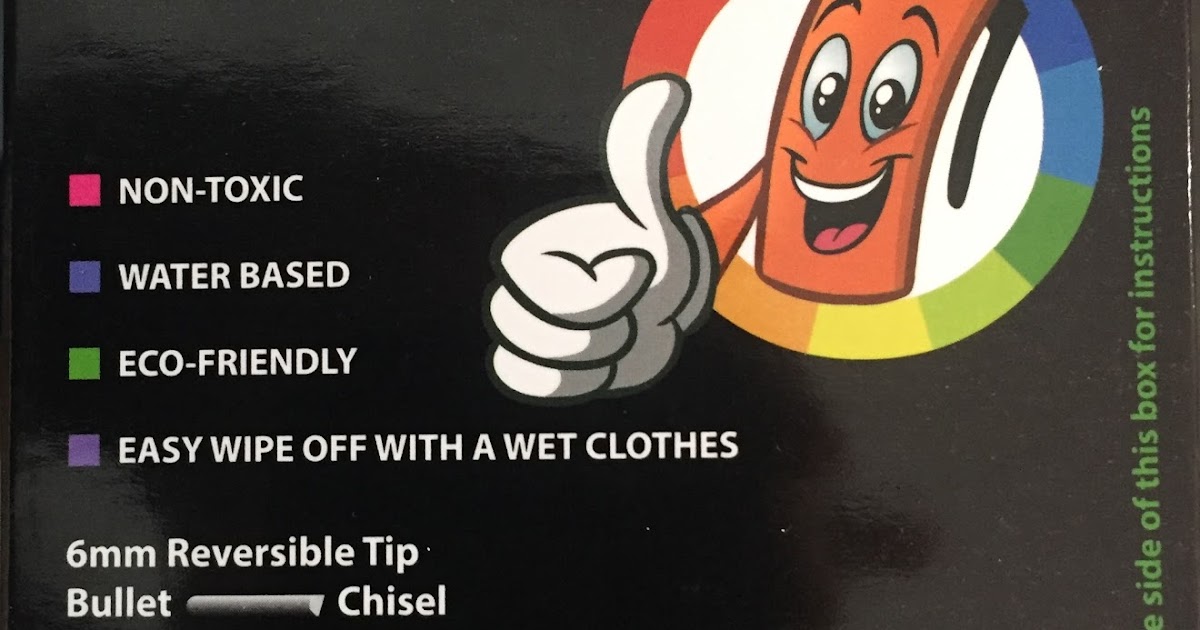 NON-TOXIC
WATER BASED
ECO-FRIENDLY
EASY WIPE OFF WITH A WET CLOTHES
6mm Reversible Tip
Bullet Chisel
side of this box for instructions